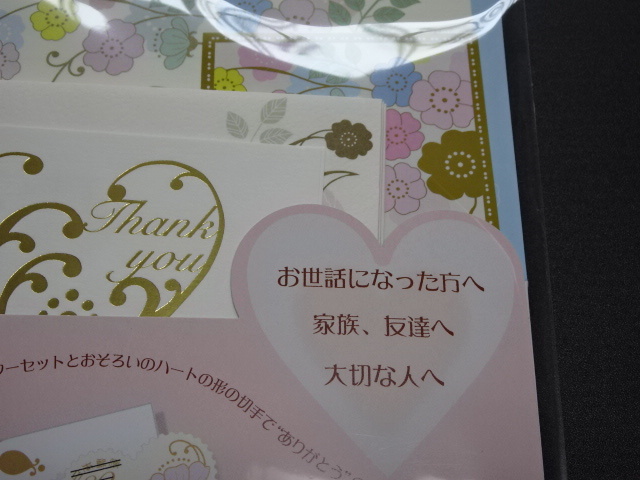 Thank
you
お世話になった方へ
家族、友達へ
大切な人へ
ーセットとおそろいのハートの形の切手で"ありがとう"